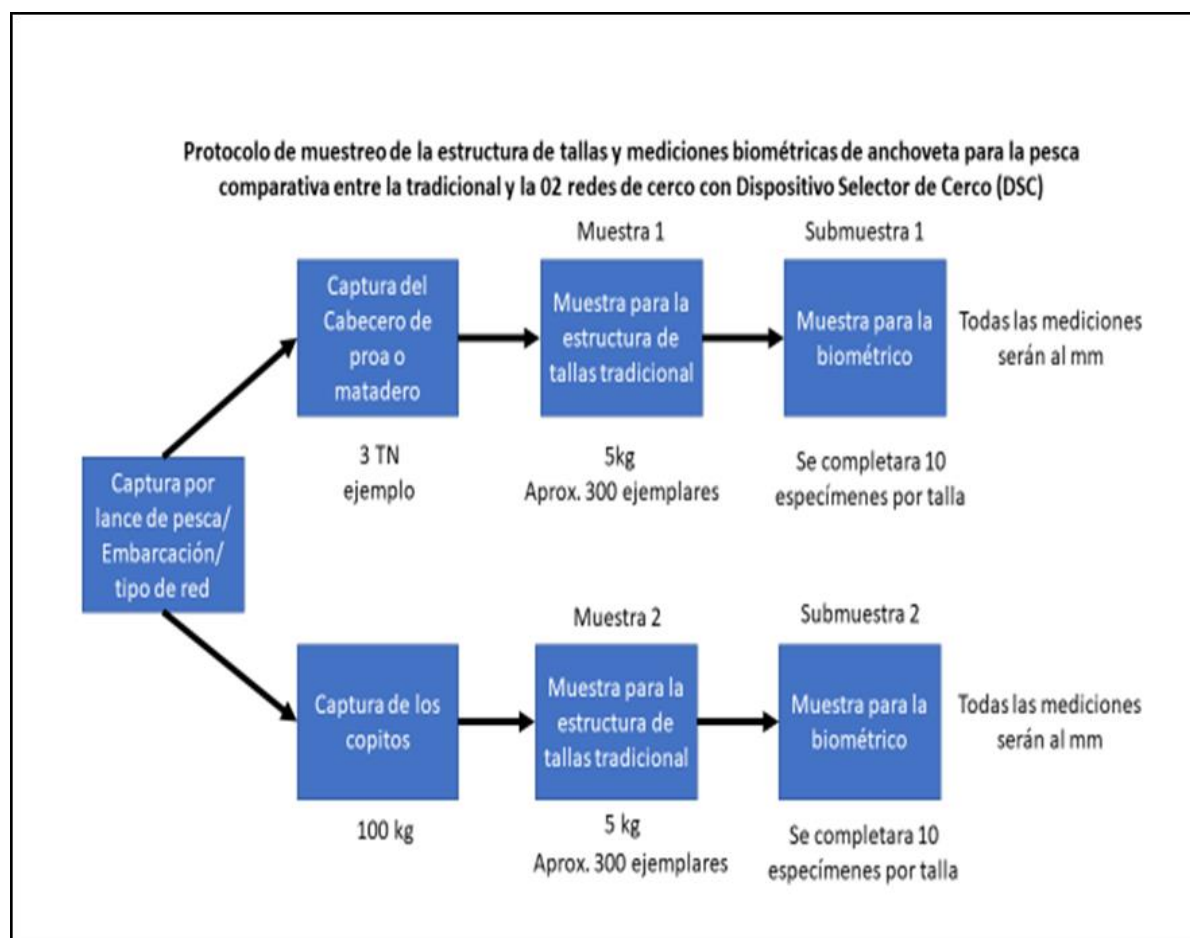 Protocolo de muestreo de la estructura de tallas y mediciones biométricas de anchoveta para la pesca
comparativa entre la tradicional y la 02 redes de cerco con Dispositivo Selector de Cerco (DSC)
Captura por
lance de pesca/
Embarcación/
tipo de red
Captura del
Cabecero de
proa o
matadero
3 TN
ejemplo
Muestra 1
Muestra para la
estructura de
tallas tradicional
5kg
Aprox. 300 ejemplares
Submuestra 1
Muestra para la
biométrico
Se completara 10
especímenes por talla
Todas las mediciones
serán al mm
Captura de los
copitos
100 kg
Muestra 2
Muestra para la
estructura de
tallas tradicional
5 kg
Aprox. 300 ejemplares
Submuestra 2
Muestra para la
biométrico
Se completara 10
especímenes por talla
Todas las mediciones
serán al mm